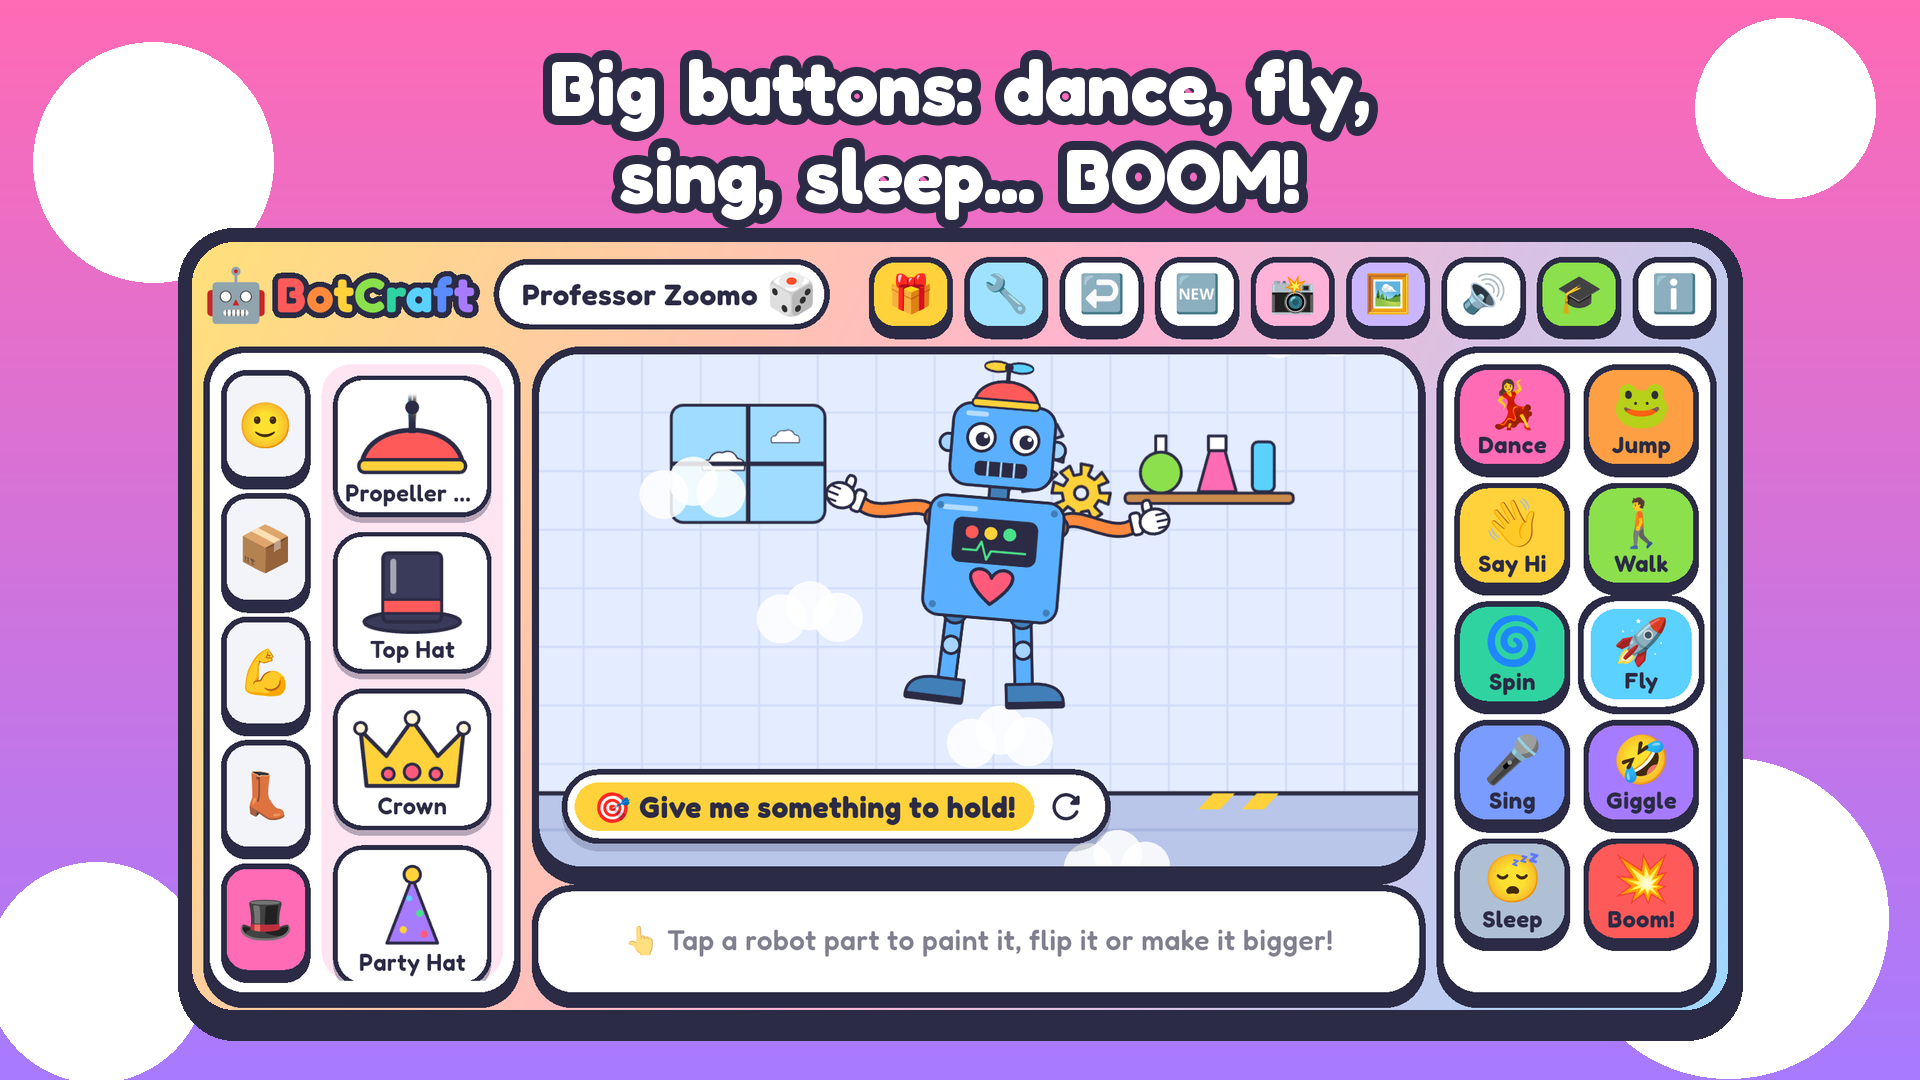 Big buttons: dance, fly,
sing, sleep... BOOM!
BotCraft
Professor Zoomo
NEW
Propeller ...
Top Hat
Crown
Party Hat
Give me something to hold!
Tap a robot part to paint it, flip it or make it bigger!
Dance
Jump
Say Hi
Walk
Spin
Fly
Sing
Giggle
Sleep
Boom!